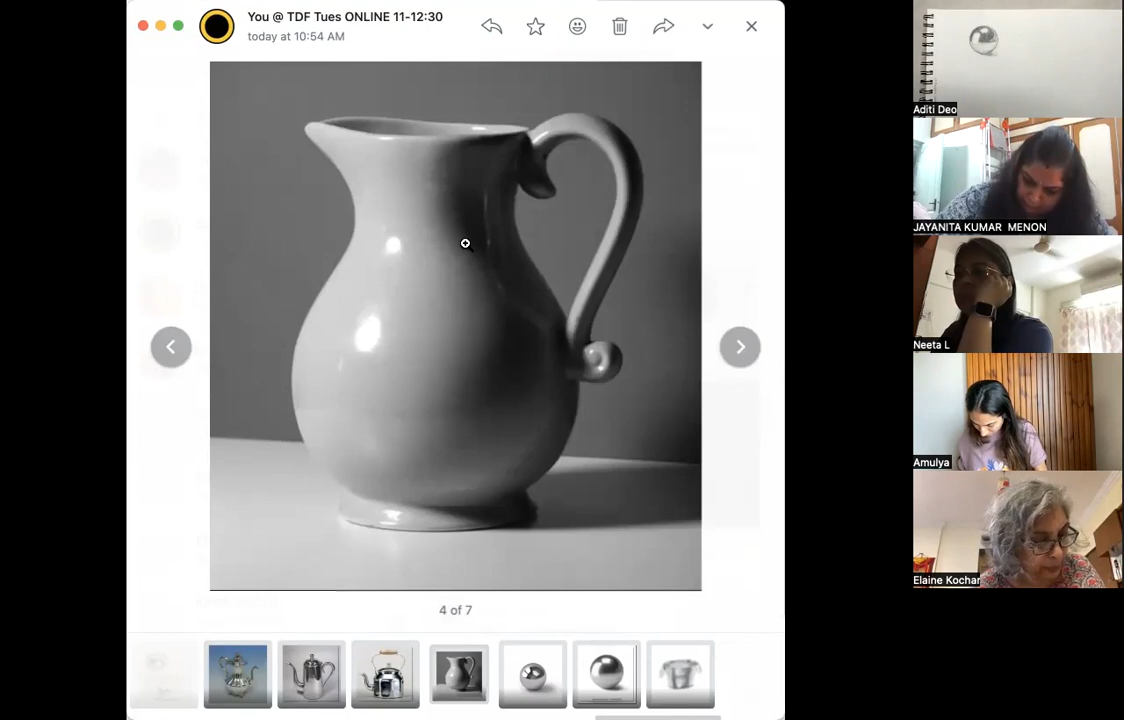 You @ TDF Tues ONLINE 11-12:30
today at 10:54 AM
4 of 7
Aditi Deo
JAYANITA KUMAR MENON
Neeta L
Amulya
Elaine Kochar